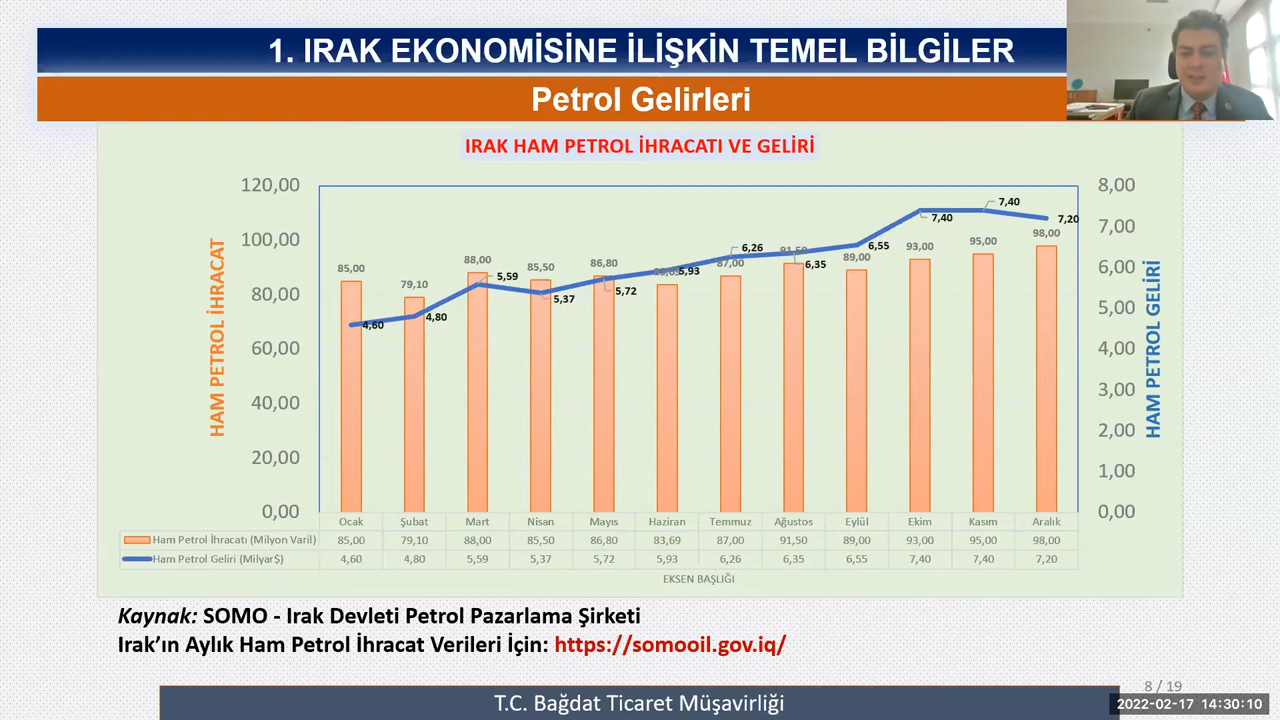 1. IRAK EKONOMİSİNE İLİŞKİN TEMEL BİLGİLER
Petrol Gelirleri
IRAK HAM PETROL İHRACATI VE GELİRİ
HAM PETROL İHRACAT
120,00
100,00
80,00
60,00
40,00
20,00
0,00
85,00 79,10 88,00 85,50 86,80 83,69 87,00 91,50 89,00 93,00 95,00 98,00
4,60 4,80 5,59 5,37 5,72 5,93 6,26 6,35 6,55 7,40 7,40 7,20
8,00
7,00
6,00
5,00
4,00
3,00
2,00
1,00
0,00
HAM PETROL GELİRİ
Ocak Şubat Mart Nisan Mayıs Haziran Temmuz Ağustos Eylül Ekim Kasım Aralık
Ham Petrol İhracatı (Milyon Varil) 85,00 79,10 88,00 85,50 86,80 83,69 87,00 91,50 89,00 93,00 95,00 98,00
Ham Petrol Geliri (Milyar$) 4,60 4,80 5,59 5,37 5,72 5,93 6,26 6,35 6,55 7,40 7,40 7,20
EKSEN BAŞLIĞI
Kaynak: SOMO - Irak Devleti Petrol Pazarlama Şirketi
Irak’ın Aylık Ham Petrol İhracat Verileri İçin: https://somooil.gov.iq/
8 / 19
T.C. Bağdat Ticaret Müşavirliği
2022-02-17 14:30:10